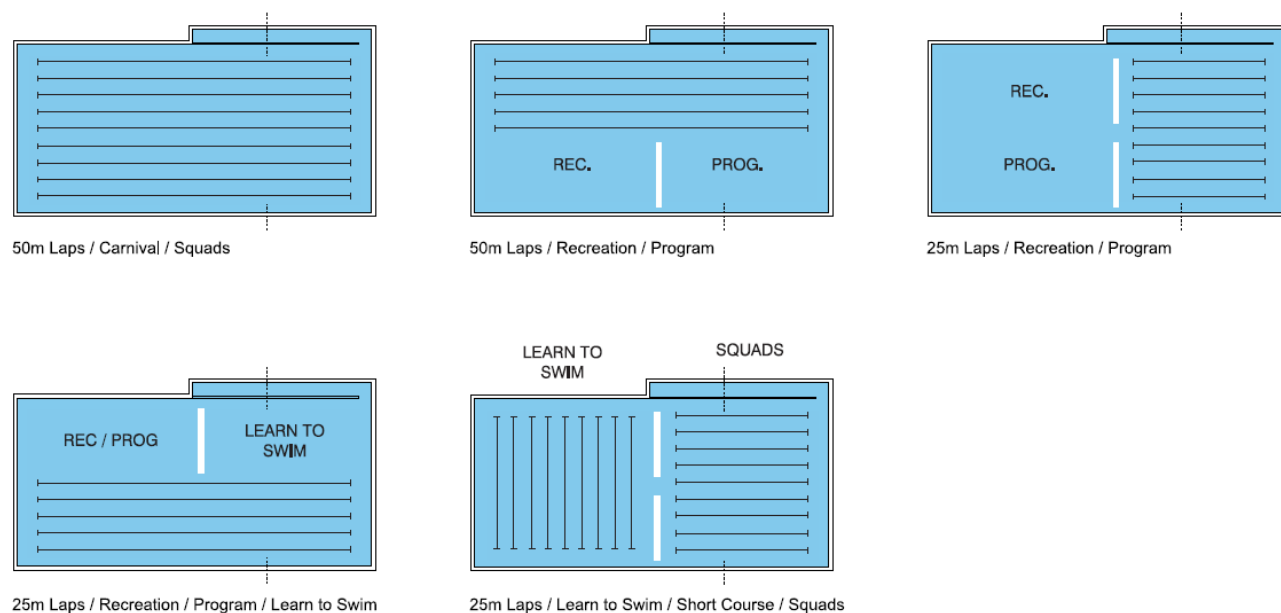 50m Laps / Carnival / Squads
REC.
PROG.
50m Laps / Recreation / Program
REC.
PROG.
25m Laps / Recreation / Program
REC / PROG
LEARN TO
SWIM
25m Laps / Recreation / Program / Learn to Swim
LEARN TO
SWIM
SQUADS
25m Laps / Learn to Swim / Short Course / Squads